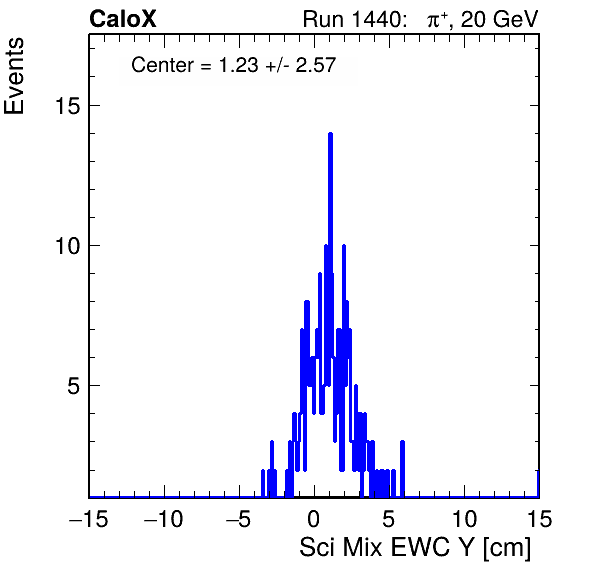 CaloX Run 1440: π⁺, 20 GeV
Center = 1.23 +/- 2.57
Events
15
10
5
−15 −10 −5 0 5 10 15
Sci Mix EWC Y [cm]